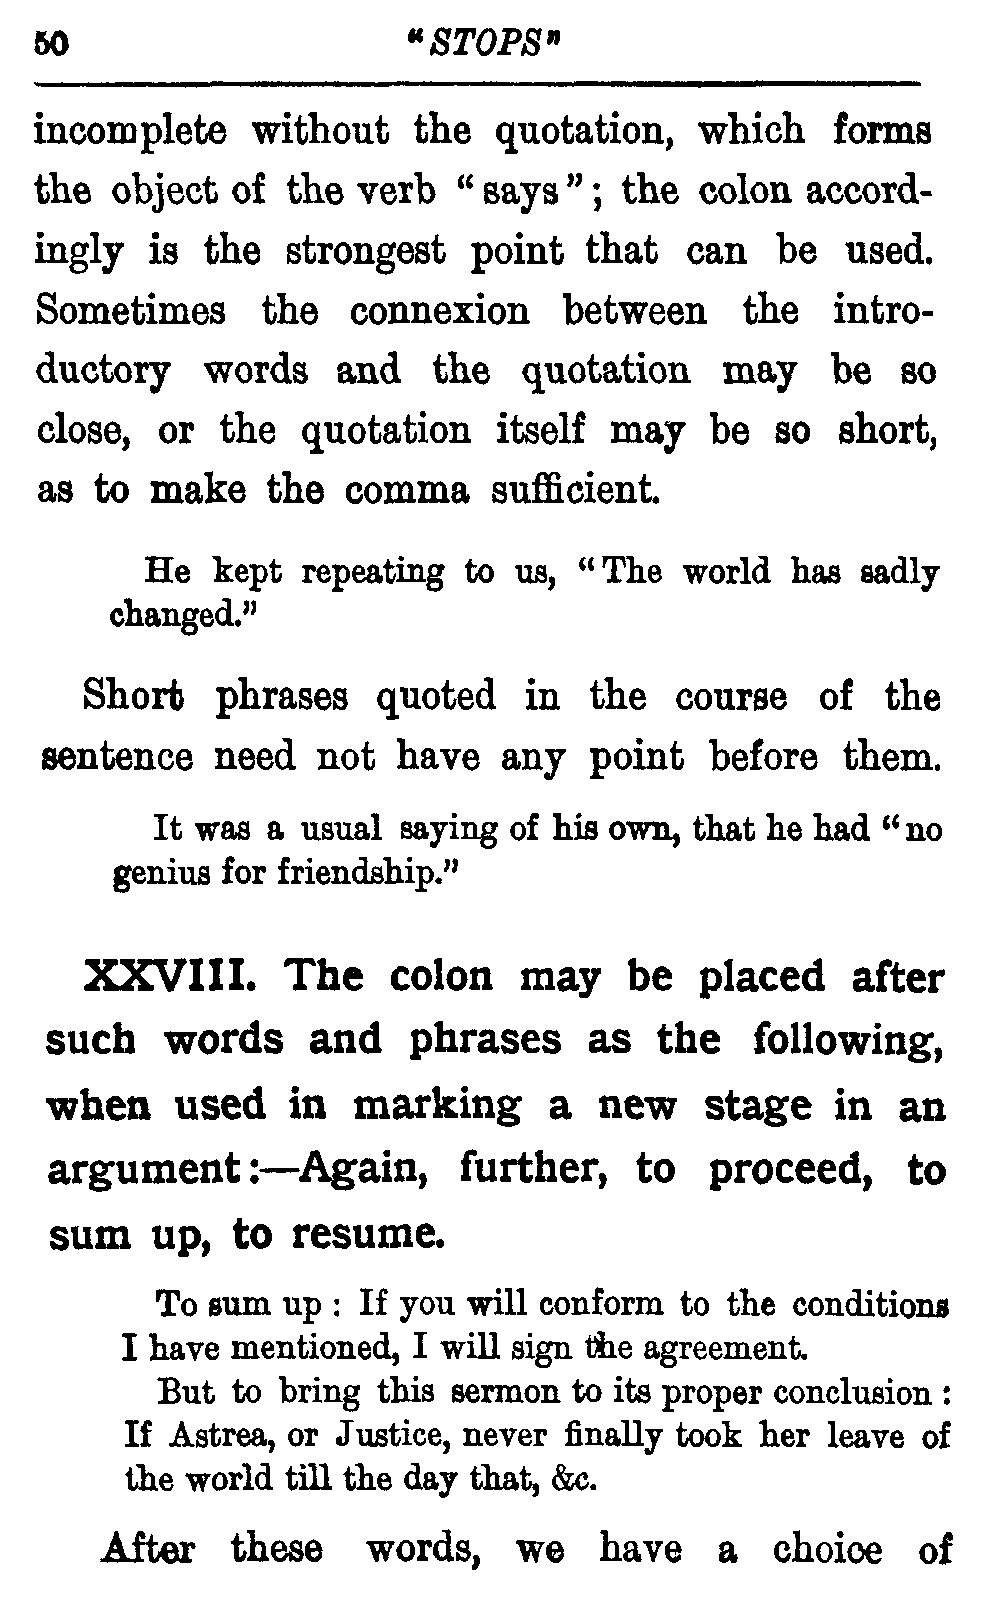 50 "STOPS"
incomplete without the quotation, which forms
the object of the verb "says"; the colon accord-
ingly is the strongest point that can be used.
Sometimes the connexion between the intro-
ductory words and the quotation may be so
close, or the quotation itself may be so short,
as to make the comma sufficient.
He kept repeating to us, "The world has sadly
changed."
Short phrases quoted in the course of the
sentence need not have any point before them.
It was a usual saying of his own, that he had "no
genius for friendship."
XXVIII. The colon may be placed after
such words and phrases as the following,
when used in marking a new stage in an
argument:—Again, further, to proceed, to
sum up, to resume.
To sum up : If you will conform to the conditions
I have mentioned, I will sign the agreement.
But to bring this sermon to its proper conclusion :
If Astrea, or Justice, never finally took her leave of
the world till the day that, &c.
After these words, we have a choice of